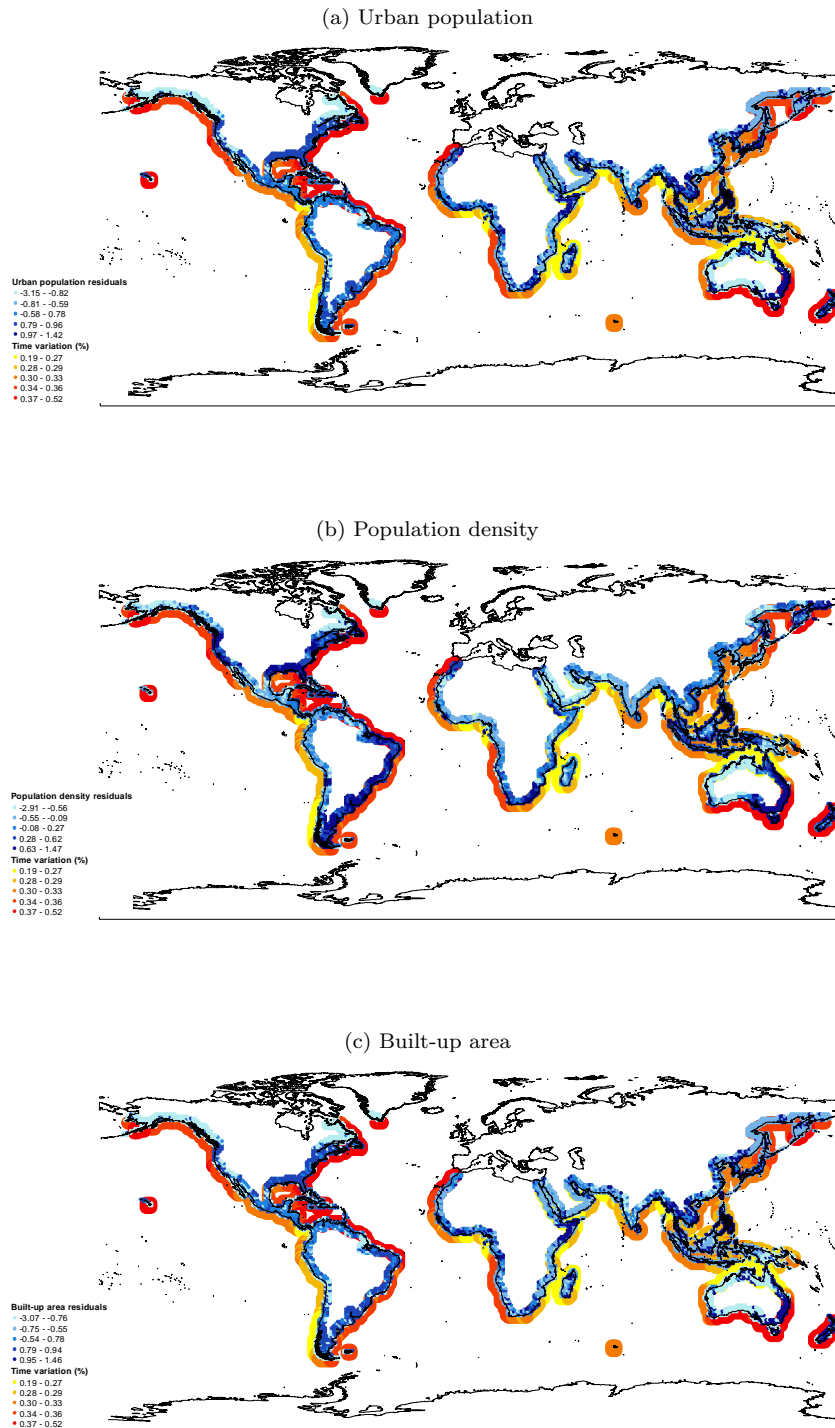 (a) Urban population
Urban population residuals
-3.15 - -0.82
-0.81 - -0.59
-0.58 - 0.78
0.79 - 0.96
0.97 - 1.42
Time variation (%)
0.19 - 0.27
0.28 - 0.29
0.30 - 0.33
0.34 - 0.36
0.37 - 0.52
(b) Population density
Population density residuals
-2.91 - -0.56
-0.55 - -0.09
-0.08 - 0.27
0.28 - 0.62
0.63 - 1.47
Time variation (%)
0.19 - 0.27
0.28 - 0.29
0.30 - 0.33
0.34 - 0.36
0.37 - 0.52
(c) Built-up area
Built-up area residuals
-3.07 - -0.76
-0.75 - -0.55
-0.54 - 0.78
0.79 - 0.94
0.95 - 1.46
Time variation (%)
0.19 - 0.27
0.28 - 0.29
0.30 - 0.33
0.34 - 0.36
0.37 - 0.52